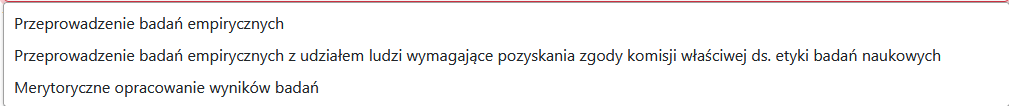 Przeprowadzenie badań empirycznych
Przeprowadzenie badań empirycznych z udziałem ludzi wymagające pozyskania zgody komisji właściwej ds. etyki badań naukowych
Merytoryczne opracowanie wyników badań